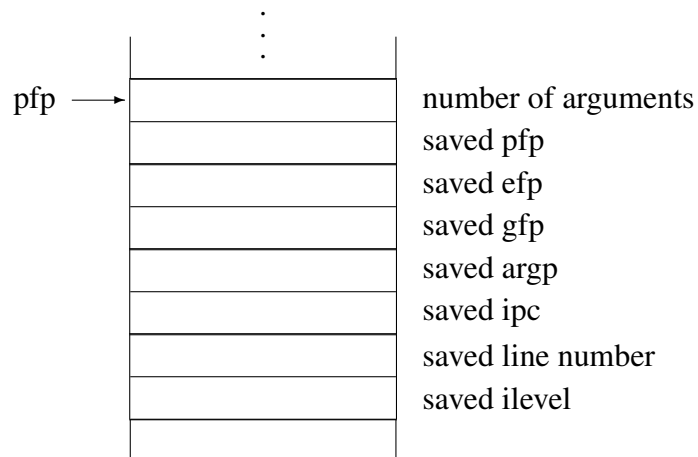 pfp
number of arguments
saved pfp
saved efp
saved gfp
saved argp
saved ipc
saved line number
saved ilevel